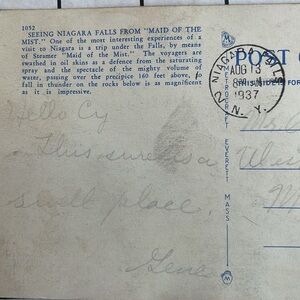 1052
SEEING NIAGARA FALLS FROM "MAID OF THE
MIST." One of the most interesting experiences of a
visit to Niagara is a trip under the Falls, by means
of Steamer "Maid of the Mist." The voyagers are
wreathed in oil skins as a defence from the saturating
spray and the spectacle of the mighty volume of
water, passing over the precipice 160 feet above, to
fall in thunder on the rocks below is as magnificent
as it is impressive.
Hello Cy
This sure is a
swell place.
Gene
NIAGARA FALLS
AUG 13
1937
N. Y.
POST C
METROCRAFT EVERETT MASS